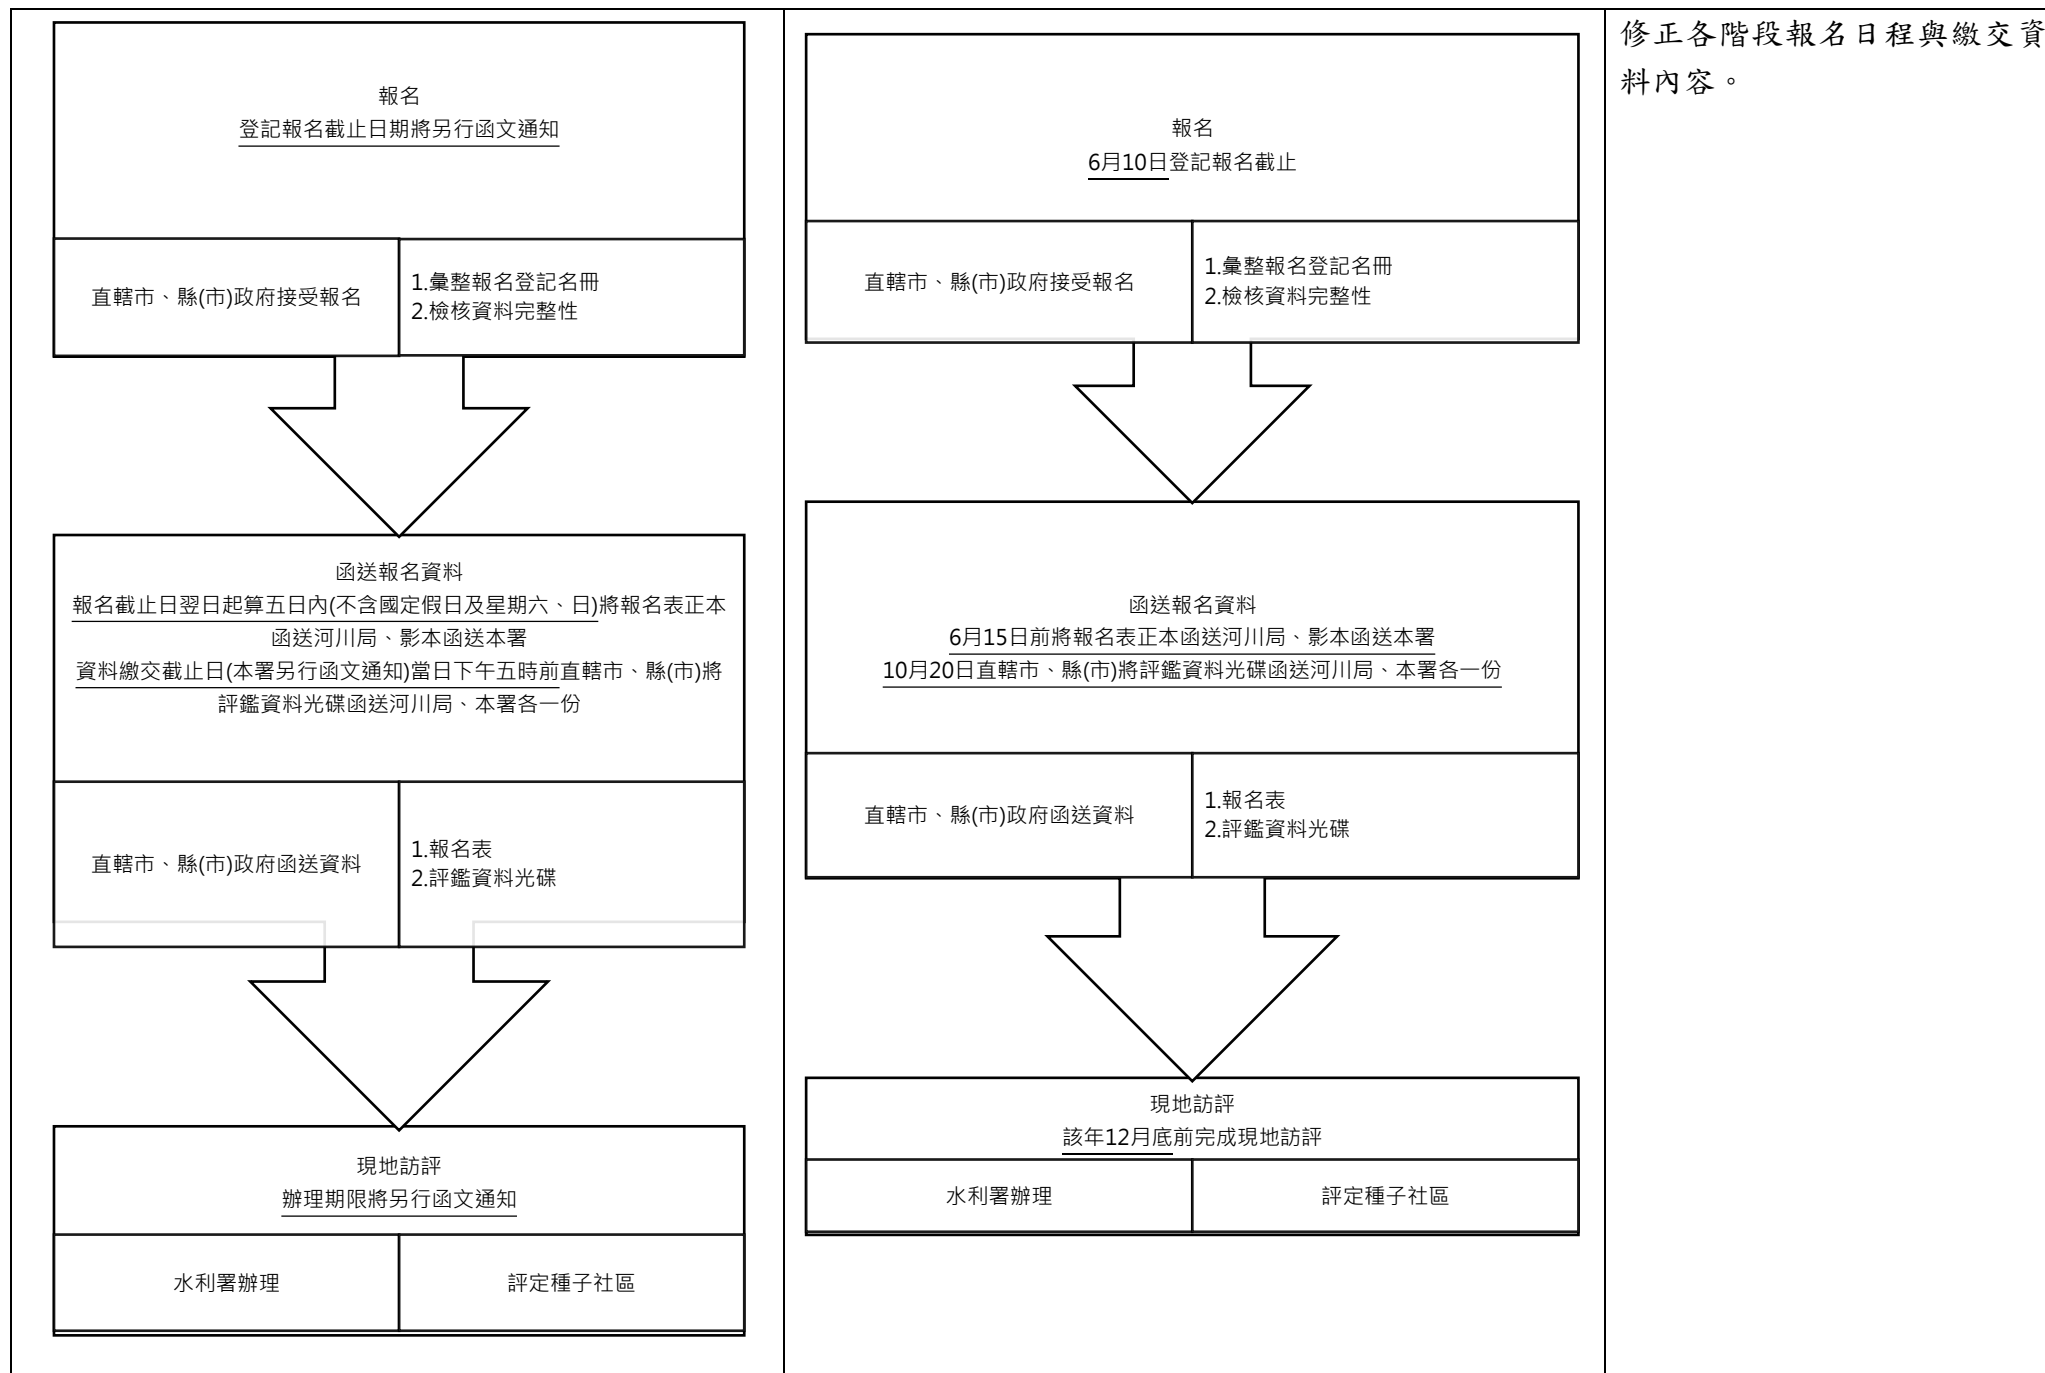 報名
登記報名截止日期將另行函文通知
直轄市、縣(市)政府接受報名
1.彙整報名登記名冊
2.檢核資料完整性
函送報名資料
報名截止日翌日起算五日內(不含國定假日及星期六、日)將報名表正本
函送河川局、影本函送本署
資料繳交截止日(本署另行函文通知)當日下午五時前直轄市、縣(市)將
評鑑資料光碟函送河川局、本署各一份
直轄市、縣(市)政府函送資料
1.報名表
2.評鑑資料光碟
現地訪評
辦理期限將另行函文通知
水利署辦理
評定種子社區
報名
6月10日登記報名截止
直轄市、縣(市)政府接受報名
1.彙整報名登記名冊
2.檢核資料完整性
函送報名資料
6月15日前將報名表正本函送河川局、影本函送本署
10月20日直轄市、縣(市)將評鑑資料光碟函送河川局、本署各一份
直轄市、縣(市)政府函送資料
1.報名表
2.評鑑資料光碟
現地訪評
該年12月底前完成現地訪評
水利署辦理
評定種子社區
修正各階段報名日程與繳交資
料內容。